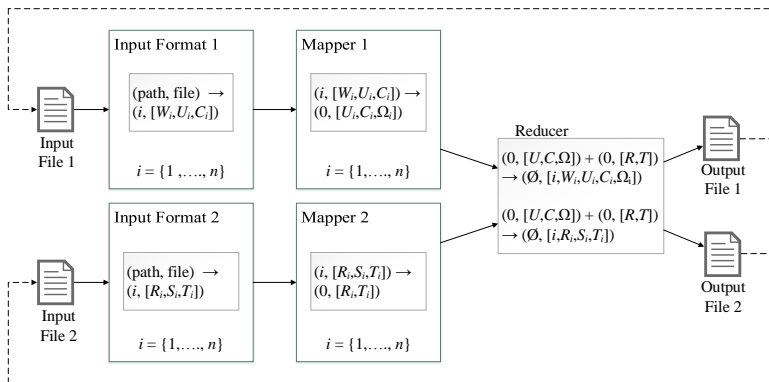 Input Format 1
(path, file) →
(i, [Wi,Ui,Ci])
i = {1 ,…., n}
Mapper 1
(i, [Wi,Ui,Ci]) →
(0, [Ui,Ci,Ωi])
i = {1,…., n}
Input
File 1
Reducer
(0, [U,C,Ω]) + (0, [R,T])
→ (Ø, [i,Wi,Ui,Ci,Ωi])
(0, [U,C,Ω]) + (0, [R,T])
→ (Ø, [i,Ri,Si,Ti])
Output
File 1
Input Format 2
(path, file) →
(i, [Ri,Si,Ti])
i = {1,…., n}
Mapper 2
(i, [Ri,Si,Ti]) →
(0, [Ri,Ti])
i = {1,…., n}
Input
File 2
Output
File 2